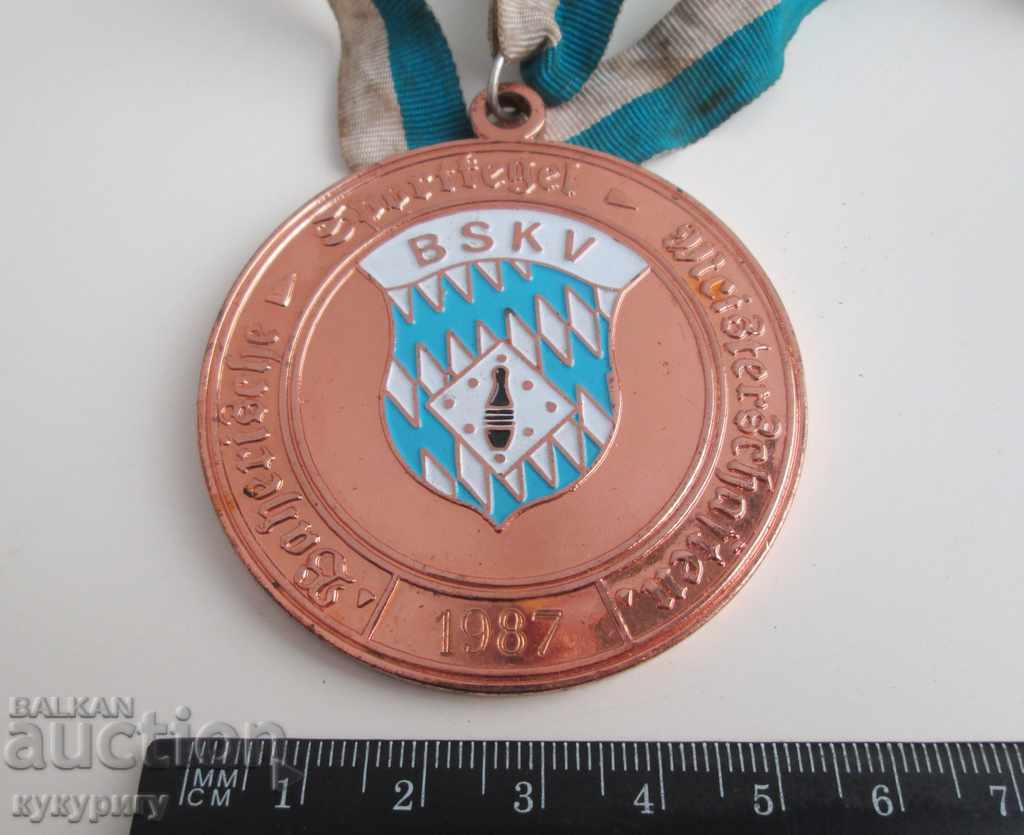 Bayerische Sportkegel Meisterschaften
BSKV
1987
BALKAN
auction
кукуригу
MM
CM
1 2 3 4 5 6 7